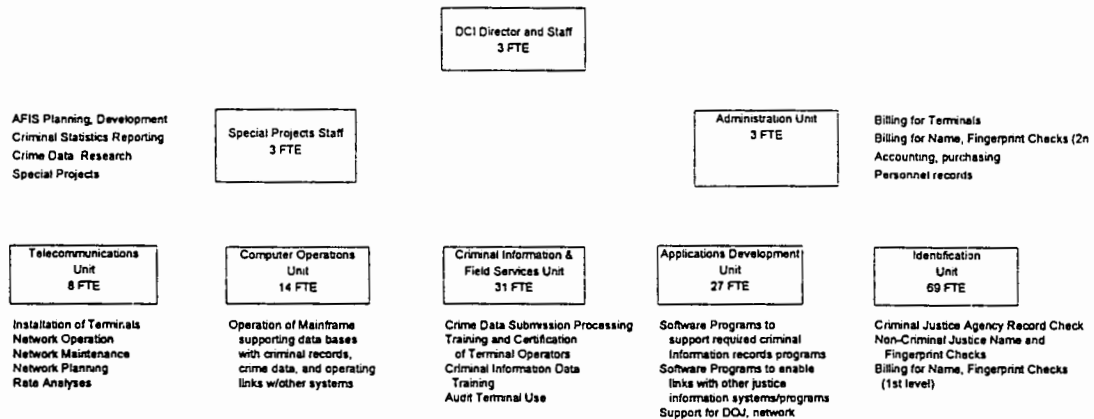 DCI Director and Staff
3 FTE
AFIS Planning, Development
Criminal Statistics Reporting
Crime Data Research
Special Projects
Special Projects Staff
3 FTE
Administration Unit
3 FTE
Billing for Terminals
Billing for Name, Fingerprint Checks (2n
Accounting, purchasing
Personnel records
Telecommunications
Unit
8 FTE
Installation of Terminals
Network Operation
Network Maintenance
Network Planning
Rate Analyses
Computer Operations
Unit
14 FTE
Operation of Mainframe
supporting data bases
with criminal records,
crime data, and operating
links w/other systems
Criminal Information &
Field Services Unit
31 FTE
Crime Data Submission Processing
Training and Certification
of Terminal Operators
Criminal Information Data
Training
Audit Terminal Use
Applications Development
Unit
27 FTE
Software Programs to
support required criminal
Information records programs
Software Programs to enable
links with other justice
information systems/programs
Support for DOJ, network
Identification
Unit
69 FTE
Criminal Justice Agency Record Check
Non-Criminal Justice Name and
Fingerprint Checks
Billing for Name, Fingerprint Checks
(1st level)